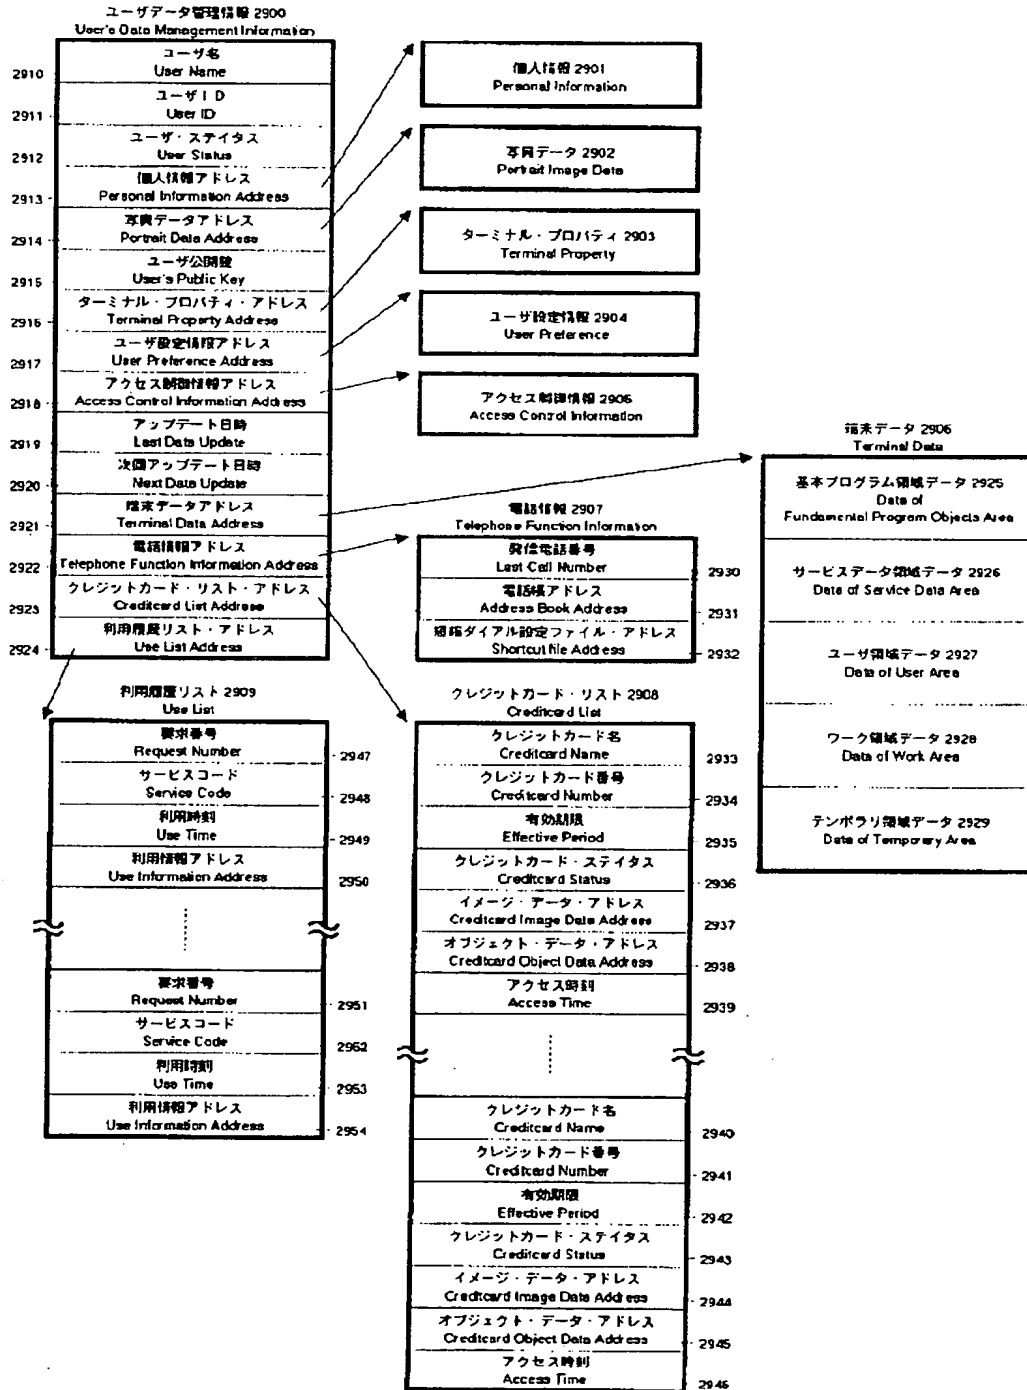 ユーザデータ管理情報 2900
User's Data Management Information
ユーザ名
User Name
2910
ユーザID
User ID
2911
ユーザ・ステイタス
User Status
2912
個人情報アドレス
Personal Information Address
2913
写真データアドレス
Portrait Data Address
2914
ユーザ公開鍵
User's Public Key
2915
ターミナル・プロパティ・アドレス
Terminal Property Address
2916
ユーザ設定情報アドレス
User Preference Address
2917
アクセス制御情報アドレス
Access Control Information Address
2918
アップデート日時
Last Data Update
2919
次回アップデート日時
Next Data Update
2920
端末データアドレス
Terminal Data Address
2921
電話情報アドレス
Telephone Function Information Address
2922
クレジットカード・リスト・アドレス
Creditcard List Address
2923
利用履歴リスト・アドレス
Use List Address
2924
個人情報 2901
Personal Information
写真データ 2902
Portrait Image Data
ターミナル・プロパティ 2903
Terminal Property
ユーザ設定情報 2904
User Preference
アクセス制御情報 2905
Access Control Information
端末データ 2906
Terminal Data
基本プログラム領域データ 2925
Data of
Fundamental Program Objects Area
サービスデータ領域データ 2926
Data of Service Data Area
ユーザ領域データ 2927
Data of User Area
ワーク領域データ 2928
Data of Work Area
テンポラリ領域データ 2929
Data of Temporary Area
電話情報 2907
Telephone Function Information
発信電話番号
Last Call Number
2930
電話帳アドレス
Address Book Address
2931
短縮ダイアル設定ファイル・アドレス
Shortcut file Address
2932
利用履歴リスト 2909
Use List
要求番号
Request Number
2947
サービスコード
Service Code
2948
利用時刻
Use Time
2949
利用情報アドレス
Use Information Address
2950
要求番号
Request Number
2951
サービスコード
Service Code
2952
利用時刻
Use Time
2953
利用情報アドレス
Use Information Address
2954
クレジットカード・リスト 2908
Creditcard List
クレジットカード名
Creditcard Name
2933
クレジットカード番号
Creditcard Number
2934
有効期限
Effective Period
2935
クレジットカード・ステイタス
Creditcard Status
2936
イメージ・データ・アドレス
Creditcard Image Data Address
2937
オブジェクト・データ・アドレス
Creditcard Object Data Address
2938
アクセス時刻
Access Time
2939
クレジットカード名
Creditcard Name
2940
クレジットカード番号
Creditcard Number
2941
有効期限
Effective Period
2942
クレジットカード・ステイタス
Creditcard Status
2943
イメージ・データ・アドレス
Creditcard Image Data Address
2944
オブジェクト・データ・アドレス
Creditcard Object Data Address
2945
アクセス時刻
Access Time
2946